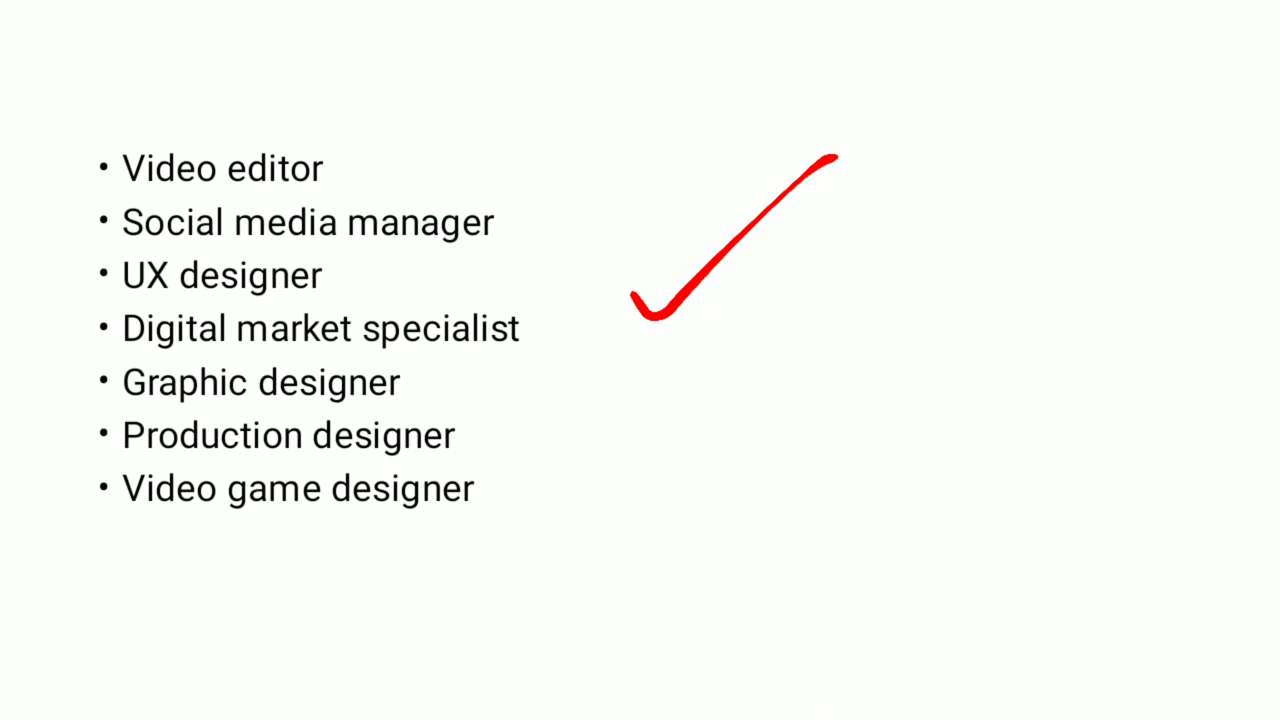 • Video editor
• Social media manager
• UX designer
• Digital market specialist
• Graphic designer
• Production designer
• Video game designer